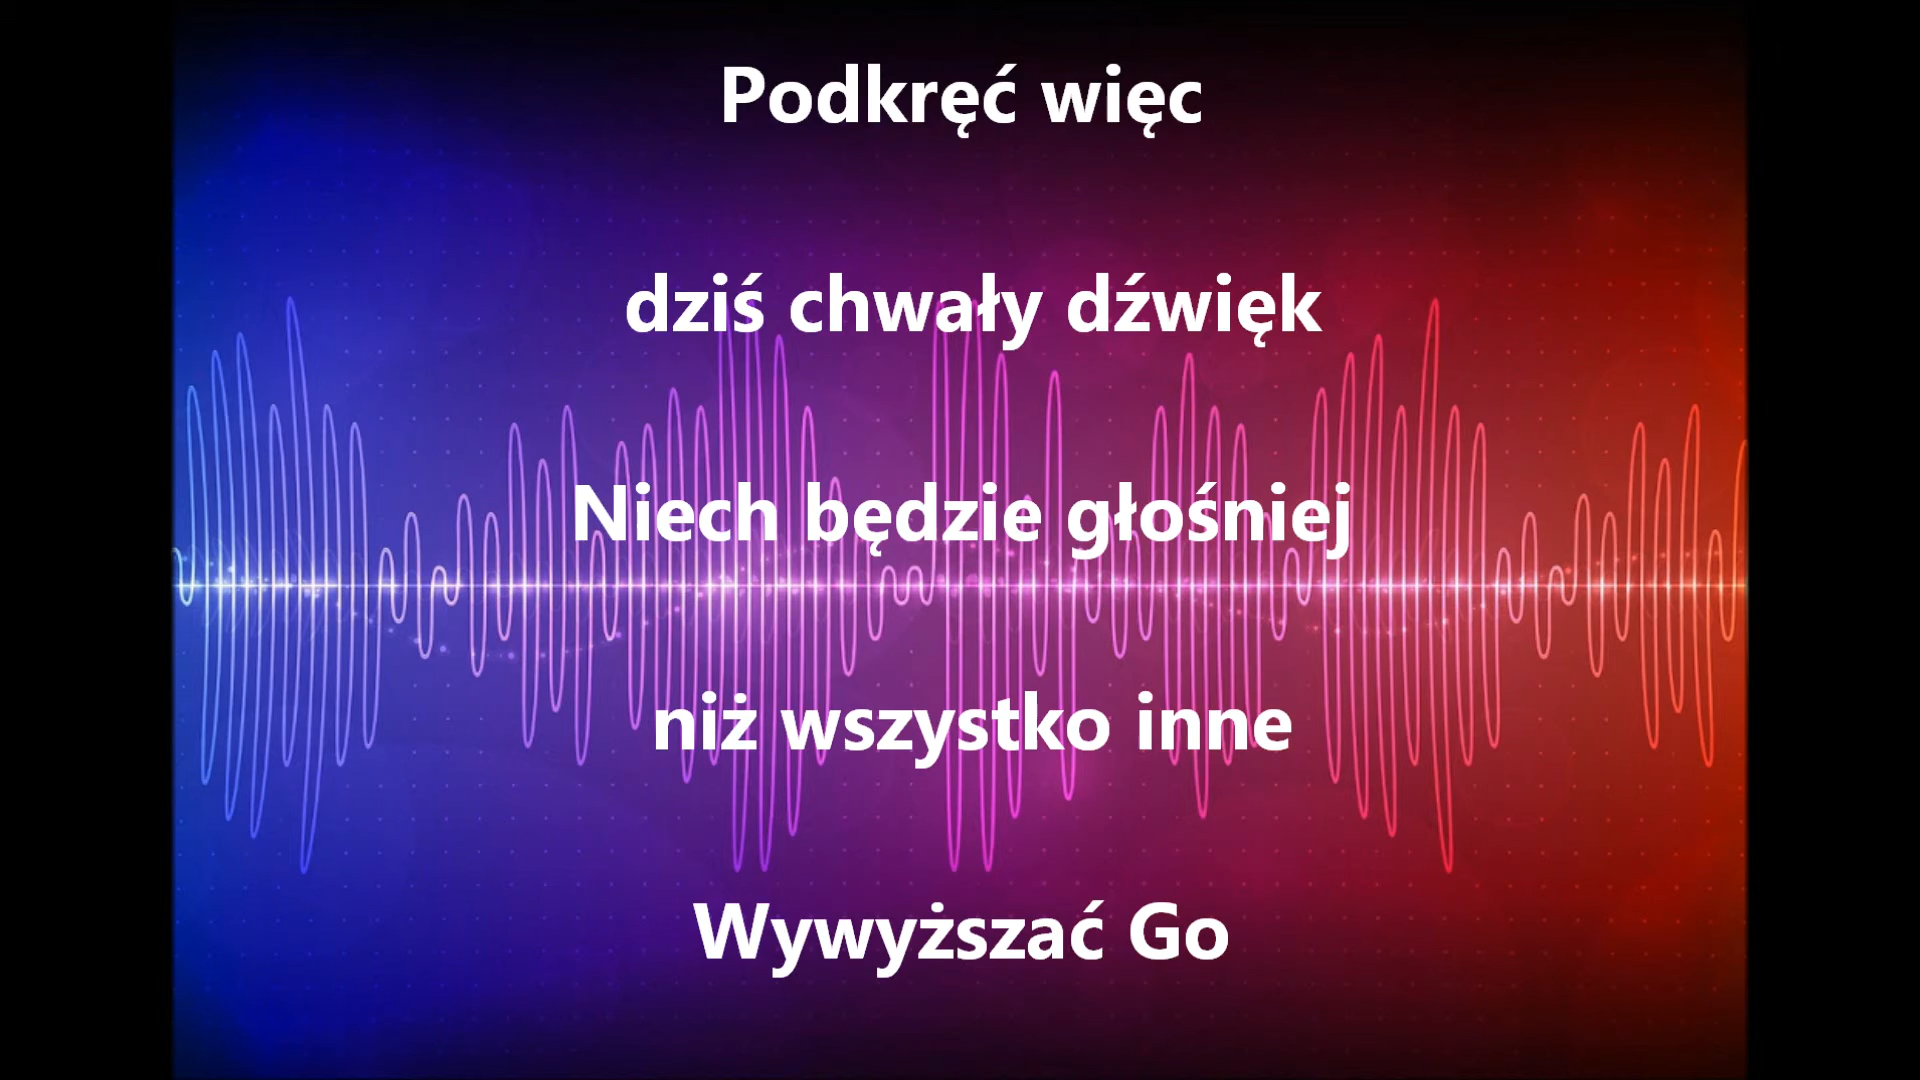 Podkręć więc
dziś chwały dźwięk
Niech będzie głośniej
niż wszystko inne
Wywyższać Go